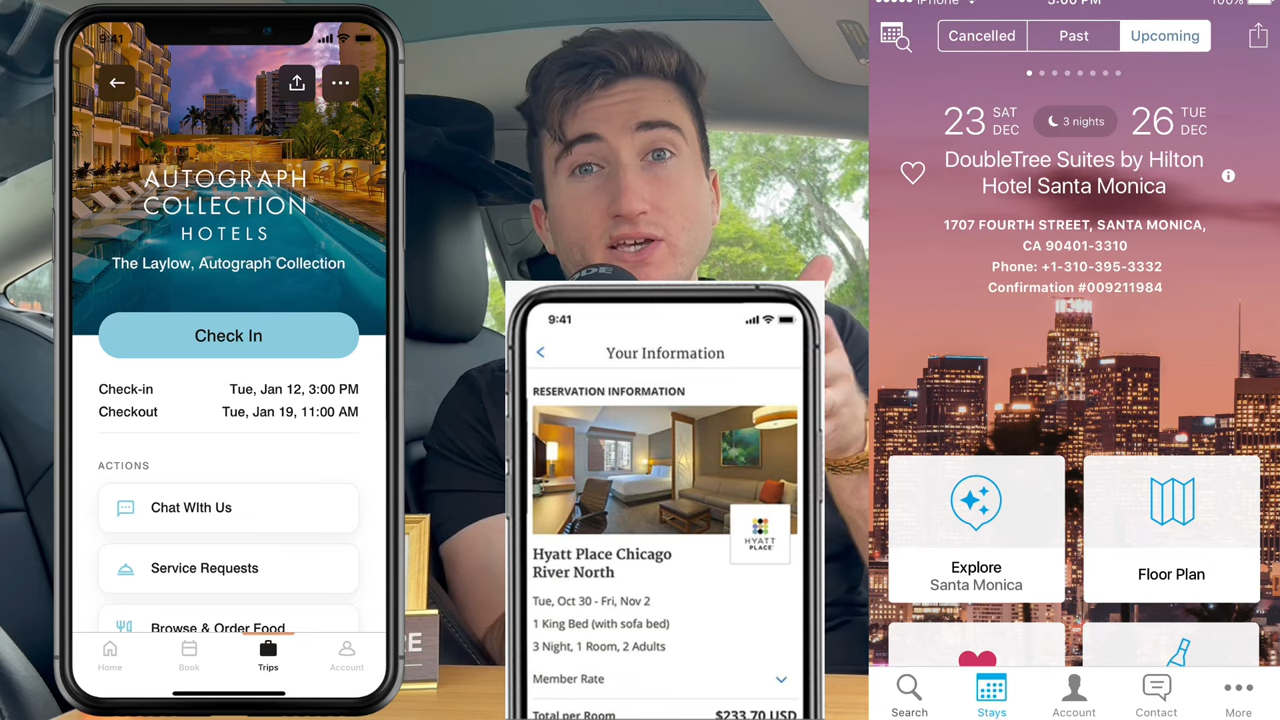 9:41
AUTOGRAPH
COLLECTION®
HOTELS
The Laylow, Autograph Collection
Check In
Check-in Tue, Jan 12, 3:00 PM
Checkout Tue, Jan 19, 11:00 AM
ACTIONS
Chat WIth Us
Service Requests
Browse & Order Food
Home Book Trips Account
9:41
Your Information
RESERVATION INFORMATION
HYATT
PLACE
Hyatt Place Chicago
River North
Tue, Oct 30 - Fri, Nov 2
1 King Bed (with sofa bed)
3 Night, 1 Room, 2 Adults
Member Rate
Total per Room $233.70 USD
iPhone 5:00 PM 100%
Cancelled Past Upcoming
23 SAT DEC 3 nights 26 TUE DEC
DoubleTree Suites by Hilton
Hotel Santa Monica
1707 FOURTH STREET, SANTA MONICA,
CA 90401-3310
Phone: +1-310-395-3332
Confirmation #009211984
Explore
Santa Monica
Floor Plan
Search Stays Account Contact More